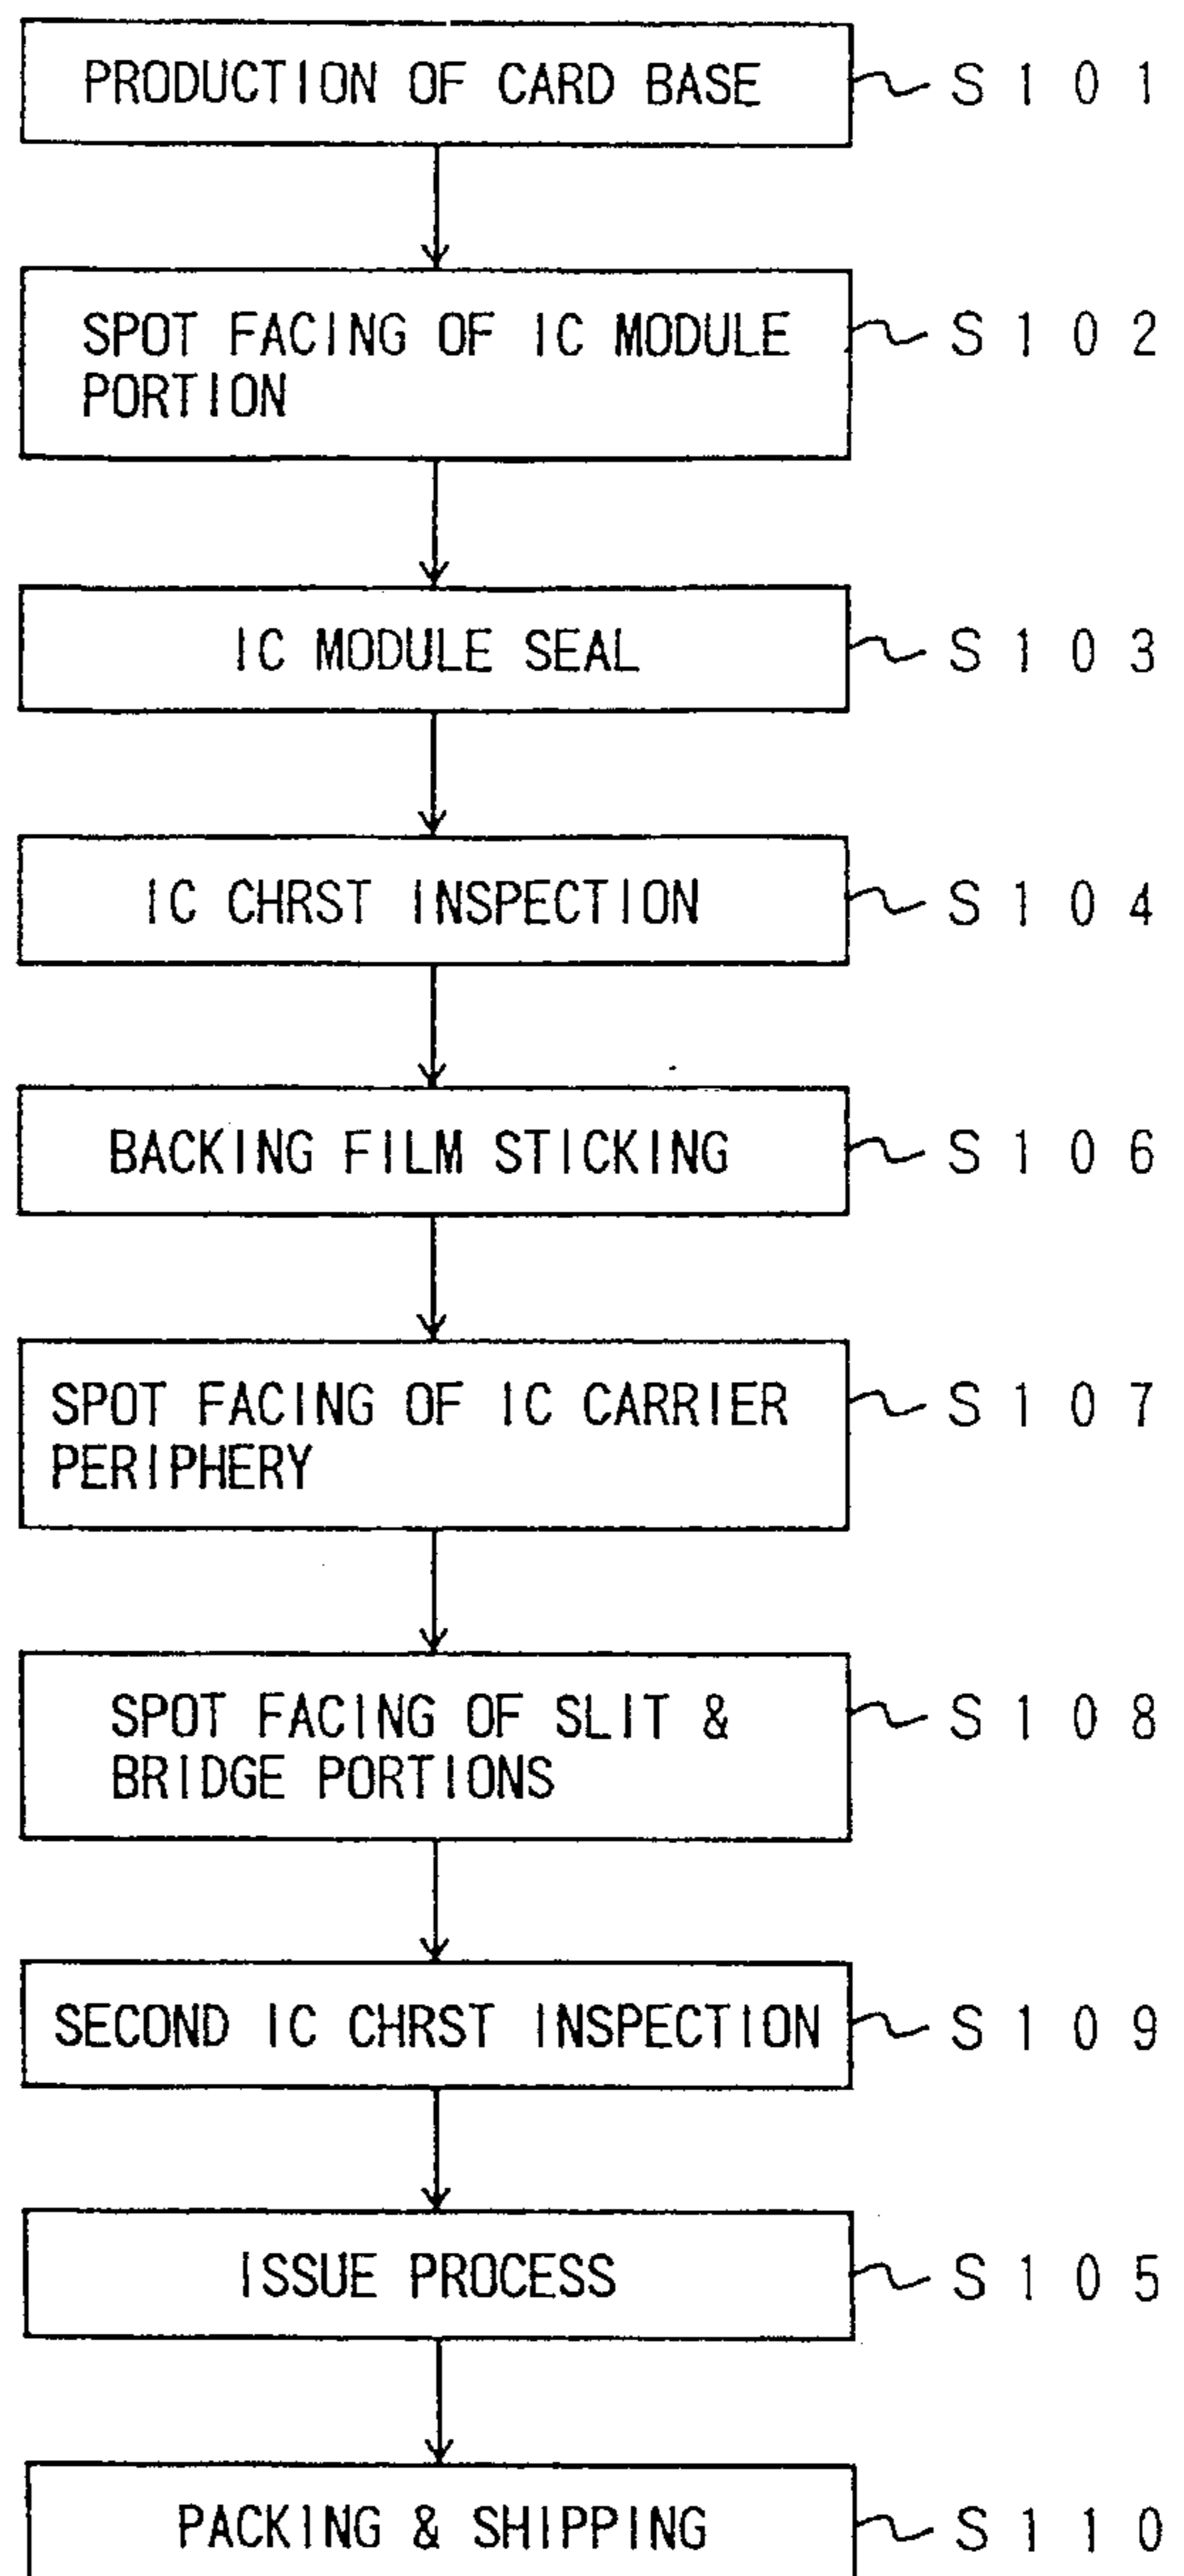 PRODUCTION OF CARD BASE S101
SPOT FACING OF IC MODULE S102
PORTION
IC MODULE SEAL S103
IC CHRST INSPECTION S104
BACKING FILM STICKING S106
SPOT FACING OF IC CARRIER S107
PERIPHERY
SPOT FACING OF SLIT & S108
BRIDGE PORTIONS
SECOND IC CHRST INSPECTION S109
ISSUE PROCESS S105
PACKING & SHIPPING S110